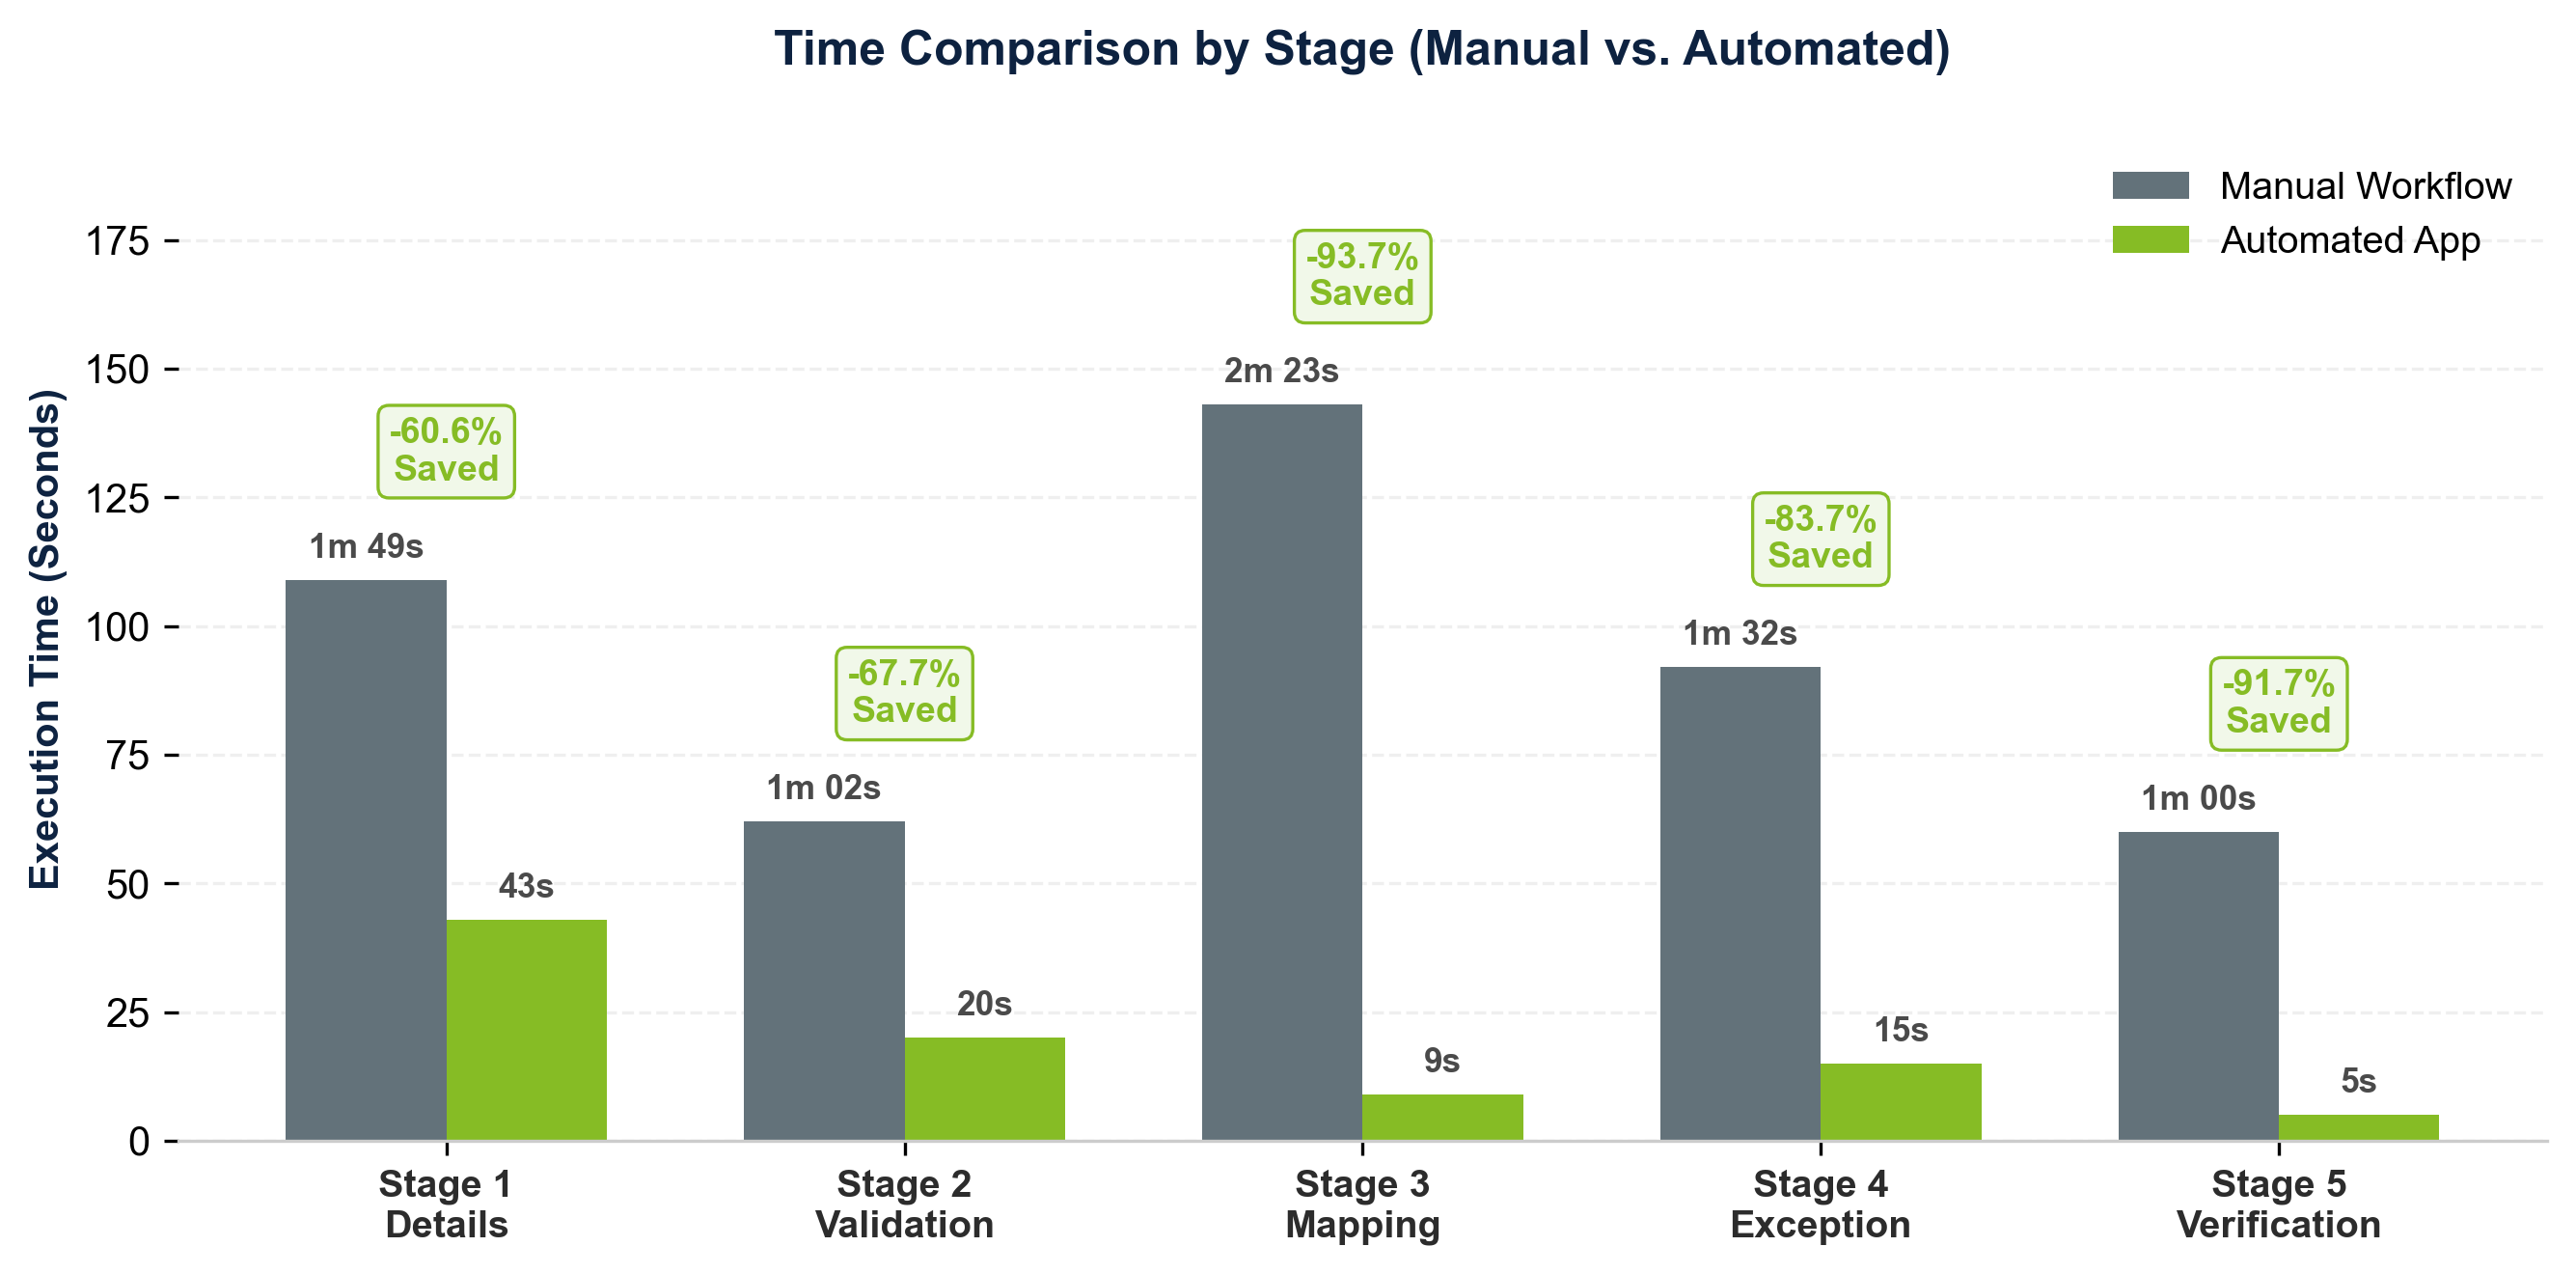 Time Comparison by Stage (Manual vs. Automated)
Manual Workflow
Automated App
Execution Time (Seconds)
175
150
125
100
75
50
25
0
-60.6%
Saved
1m 49s
43s
-67.7%
Saved
1m 02s
20s
-93.7%
Saved
2m 23s
9s
-83.7%
Saved
1m 32s
15s
-91.7%
Saved
1m 00s
5s
Stage 1
Details
Stage 2
Validation
Stage 3
Mapping
Stage 4
Exception
Stage 5
Verification